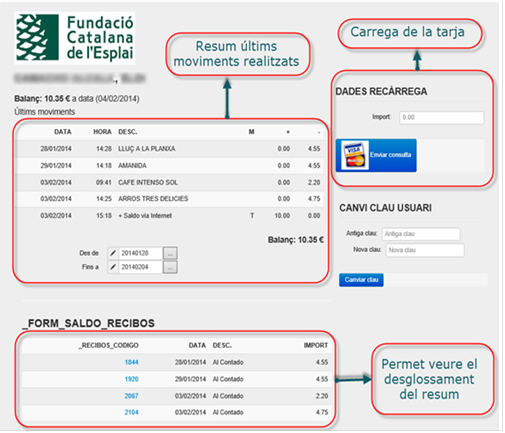 Fundació
Catalana
de l'Esplai
Resum últims
moviments realitzats
Carrega de la tarja
Balanç: 10.35 € a data (04/02/2014)
Últims moviments
DATA HORA DESC. M + -
28/01/2014 14:28 LLUÇ A LA PLANXA 0.00 4.55
29/01/2014 14:18 AMANIDA 0.00 4.55
03/02/2014 09:41 CAFE INTENSO SOL 0.00 2.20
03/02/2014 14:25 ARROS TRES DELICIES 0.00 4.75
03/02/2014 15:18 + Saldo via Internet T 10.00 0.00
Balanç: 10.35 €
Des de 20140128 ...
Fins a 20140204 ...
DADES RECÀRREGA
Import: 0.00
VISA Enviar consulta
CANVI CLAU USUARI
Antiga clau: Antiga clau
Nova clau: Nova clau
Canviar clau
_FORM_SALDO_RECIBOS
_RECIBOS_CODIGO DATA DESC. IMPORT
1844 28/01/2014 Al Contado 4.55
1920 29/01/2014 Al Contado 4.55
2067 03/02/2014 Al Contado 2.20
2104 03/02/2014 Al Contado 4.75
Permet veure el
desglossament
del resum